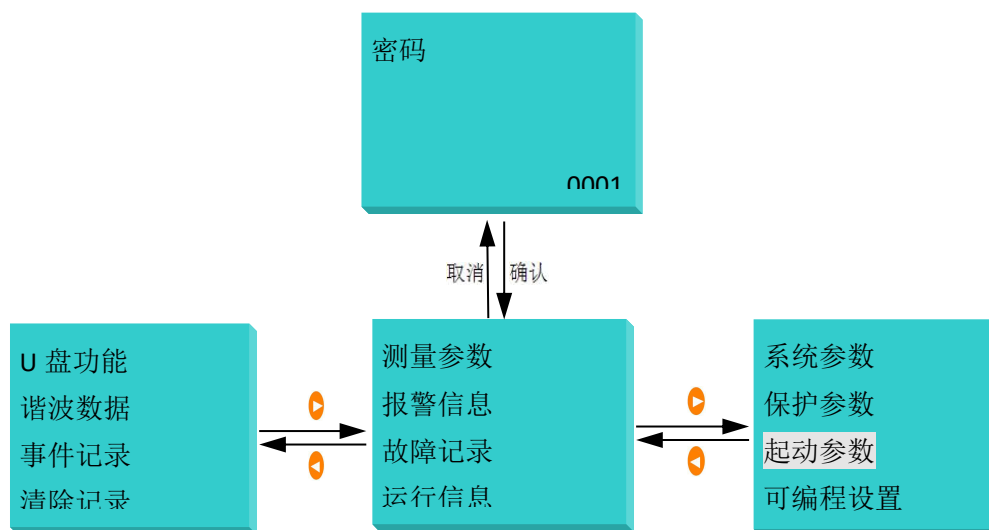 密码
0001
取消
确认
U 盘功能
谐波数据
事件记录
清除记录
测量参数
报警信息
故障记录
运行信息
系统参数
保护参数
起动参数
可编程设置